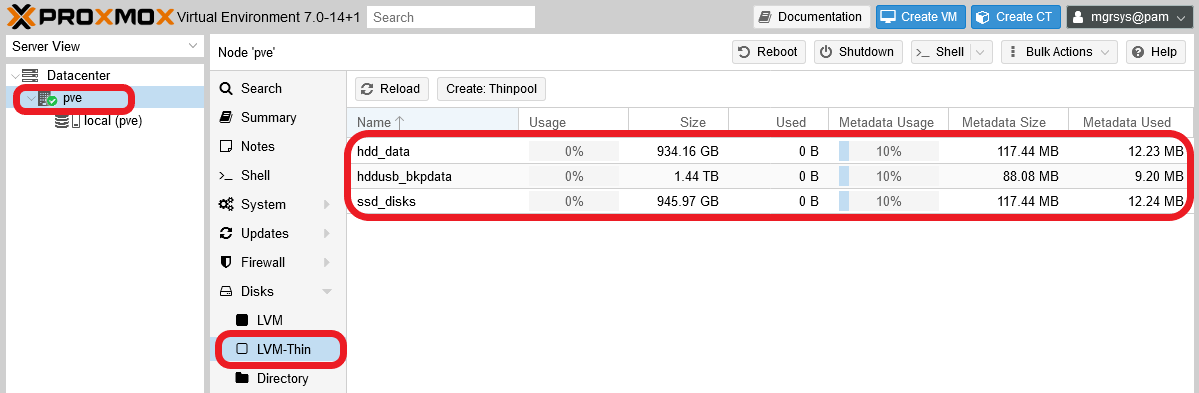 PROXMOX Virtual Environment 7.0-14+1 Search Documentation Create VM Create CT mgrsys@pam
Server View
Datacenter
pve
local (pve)
Node 'pve' Reboot Shutdown >_ Shell Bulk Actions Help
Search
Summary
Notes
>_ Shell
System
Updates
Firewall
Disks
LVM
LVM-Thin
Directory
Reload Create: Thinpool
Name Usage Size Used Metadata Usage Metadata Size Metadata Used
hdd_data 0% 934.16 GB 0 B 10% 117.44 MB 12.23 MB
hddusb_bkpdata 0% 1.44 TB 0 B 10% 88.08 MB 9.20 MB
ssd_disks 0% 945.97 GB 0 B 10% 117.44 MB 12.24 MB